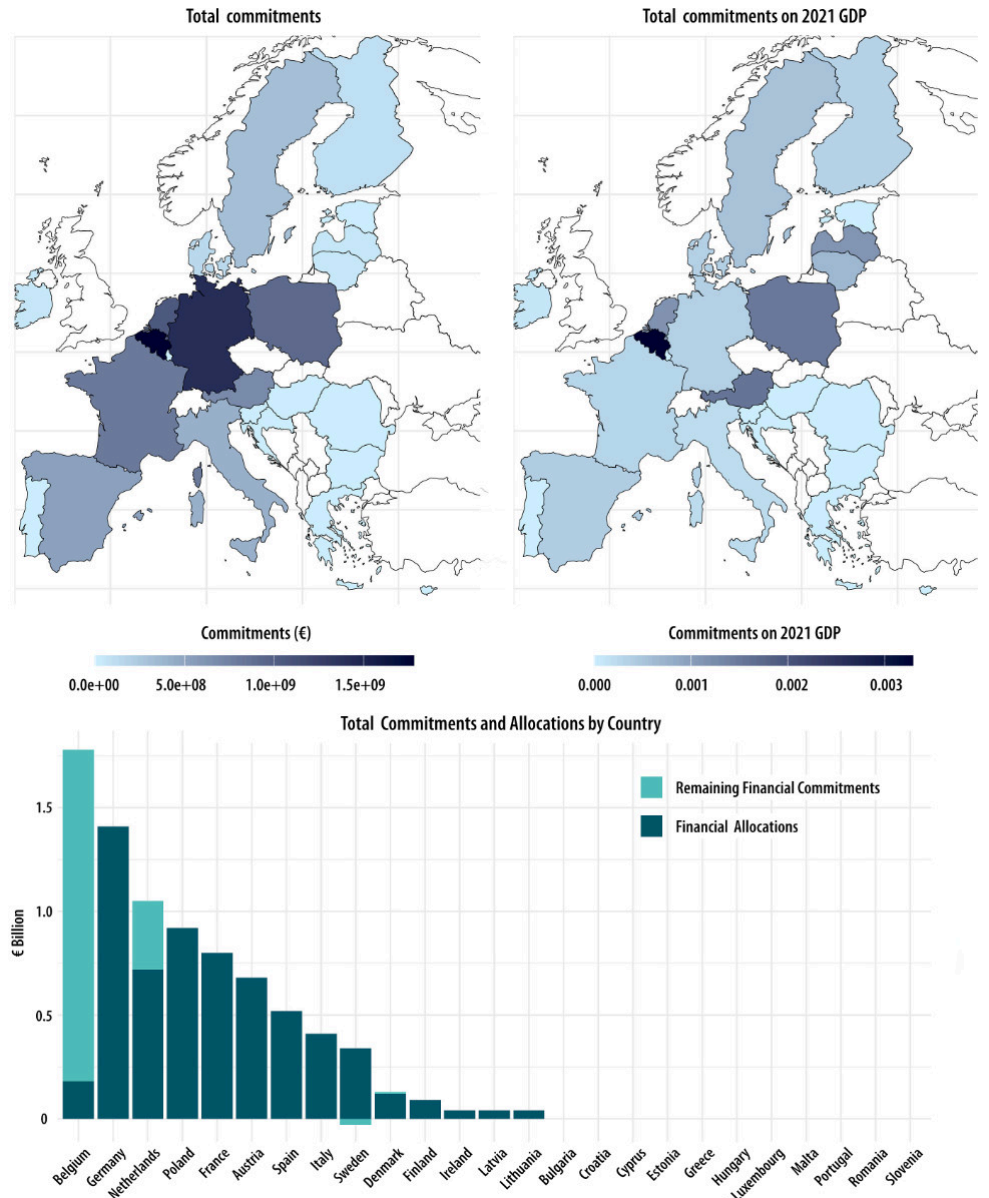 Total commitments
Total commitments on 2021 GDP
Commitments (€)
0.0e+00 5.0e+08 1.0e+09 1.5e+09
Commitments on 2021 GDP
0.000 0.001 0.002 0.003
Total Commitments and Allocations by Country
Remaining Financial Commitments
Financial Allocations
€ Billion
1.5
1.0
0.5
0
Belgium
Germany
Netherlands
Poland
France
Austria
Spain
Italy
Sweden
Denmark
Finland
Ireland
Latvia
Lithuania
Bulgaria
Croatia
Cyprus
Estonia
Greece
Hungary
Luxembourg
Malta
Portugal
Romania
Slovenia